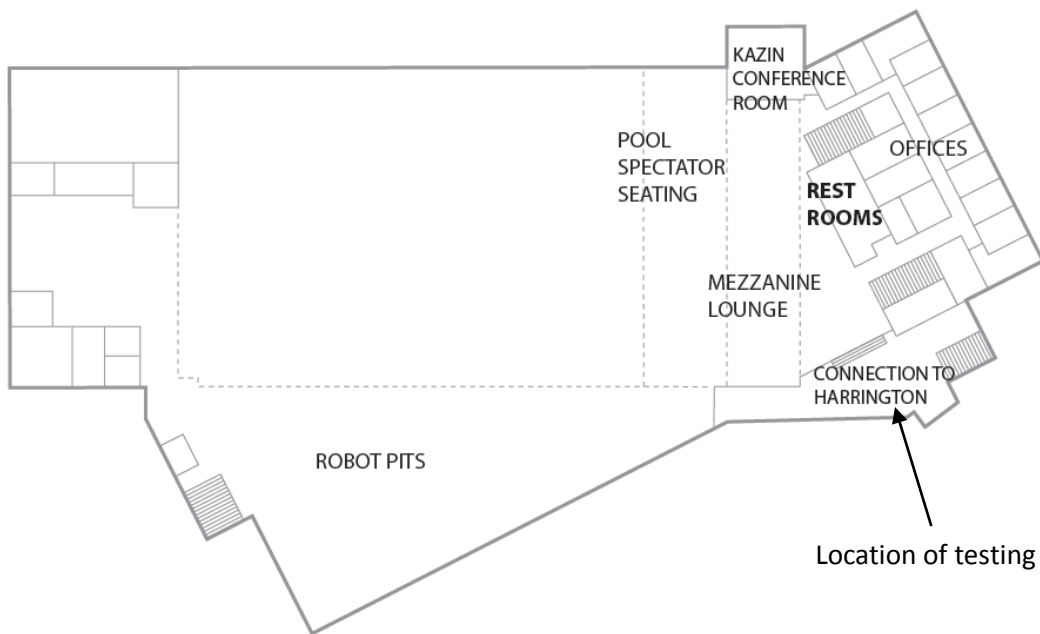 KAZIN
CONFERENCE
ROOM
POOL
SPECTATOR
SEATING
OFFICES
REST
ROOMS
MEZZANINE
LOUNGE
CONNECTION TO
HARRINGTON
ROBOT PITS
Location of testing